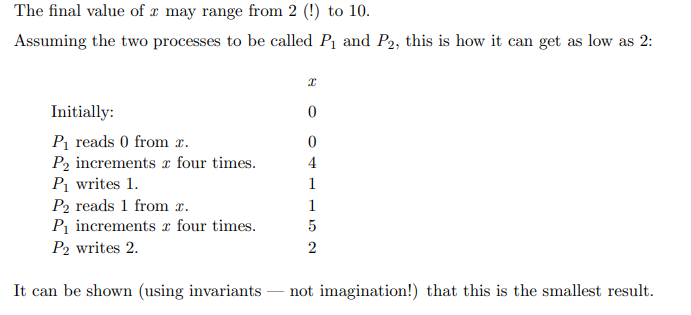 The final value of x may range from 2 (!) to 10.
Assuming the two processes to be called P₁ and P₂, this is how it can get as low as 2:
x
Initially: 0
P₁ reads 0 from x. 0
P₂ increments x four times. 4
P₁ writes 1. 1
P₂ reads 1 from x. 1
P₁ increments x four times. 5
P₂ writes 2. 2
It can be shown (using invariants — not imagination!) that this is the smallest result.